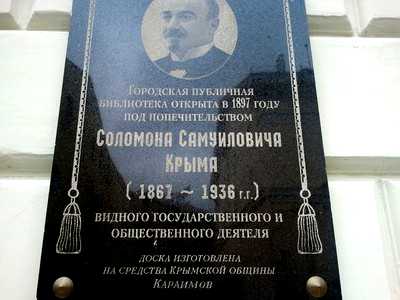 Городская публичная
библиотека открыта в 1897 году
под попечительством
Соломона Самуиловича
Крыма
( 1867 - 1936 г.г.)
видного государственного и
общественного деятеля
доска изготовлена
на средства Крымской общины
Караимов